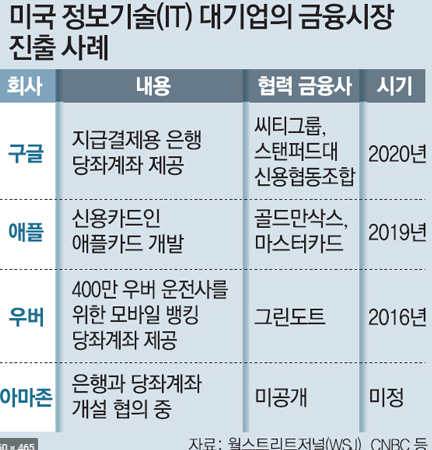 미국 정보기술(IT) 대기업의 금융시장
진출 사례
회사 내용 협력 금융사 시기
구글
지급결제용 은행
당좌계좌 제공
씨티그룹,
스탠퍼드대
신용협동조합
2020년
애플
신용카드인
애플카드 개발
골드만삭스,
마스터카드
2019년
우버
400만 우버 운전사를
위한 모바일 뱅킹
당좌계좌 제공
그린도트
2016년
아마존
은행과 당좌계좌
개설 협의 중
미공개
미정
자료: 월스트리트저널(WSJ), CNBC 등